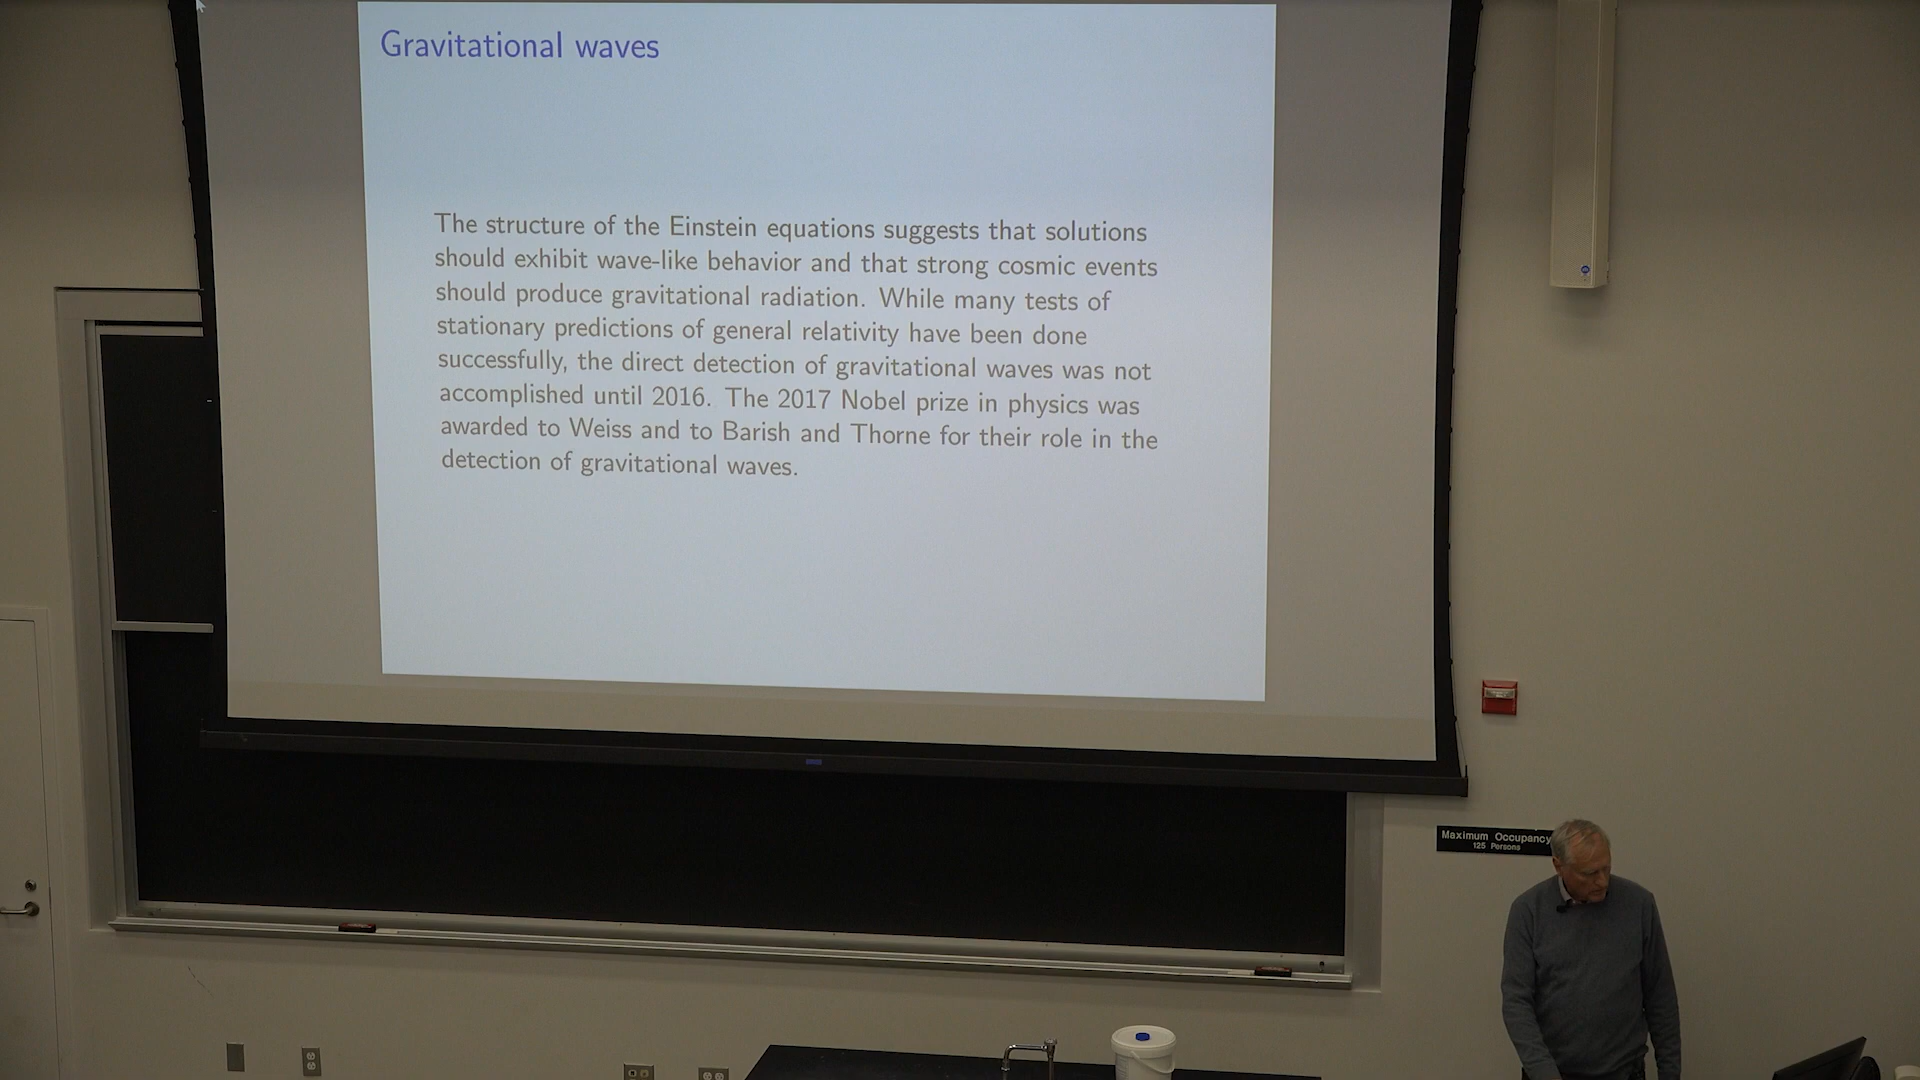 Gravitational waves
The structure of the Einstein equations suggests that solutions
should exhibit wave-like behavior and that strong cosmic events
should produce gravitational radiation. While many tests of
stationary predictions of general relativity have been done
successfully, the direct detection of gravitational waves was not
accomplished until 2016. The 2017 Nobel prize in physics was
awarded to Weiss and to Barish and Thorne for their role in the
detection of gravitational waves.
Maximum Occupancy
125 Persons